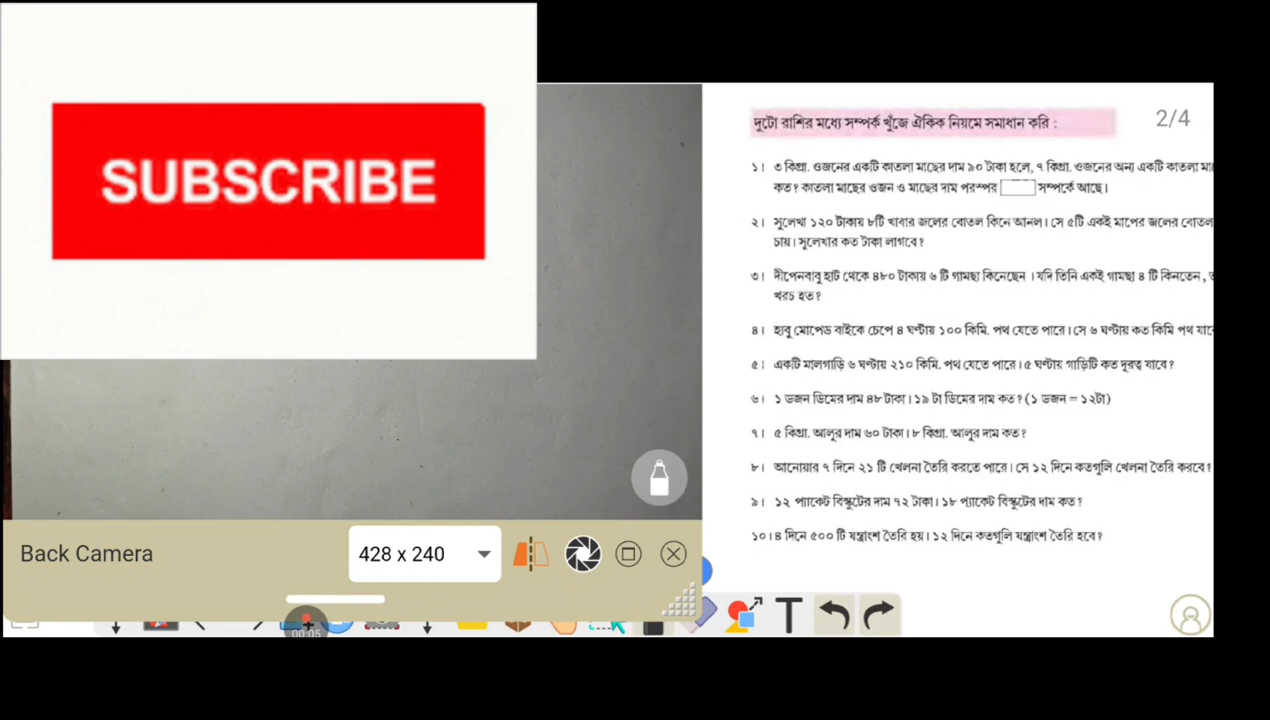 SUBSCRIBE
দুটো রাশির মধ্যে সম্পর্ক খুঁজে ঐকিক নিয়মে সমাধান করি :
2/4
১। ৩ কিগ্রা. ওজনের একটি কাতলা মাছের দাম ৯০ টাকা হলে, ৭ কিগ্রা. ওজনের অন্য একটি কাতলা
কত? কাতলা মাছের ওজন ও মাছের দাম পরস্পর সম্পর্কে আছে।
২। সুলেখা ১২০ টাকায় ৮টি খাবার জলের বোতল কিনে আনল। সে ৫টি একই মাপের জলের বোতল
চায়। সুলেখার কত টাকা লাগবে?
৩। দীপেনবাবু হাট থেকে ৪৮০ টাকায় ৬ টি গামছা কিনেছেন । যদি তিনি একই গামছা ৪ টি কিনতেন ,
খরচ হত?
৪। হাবু মোপেড বাইকে চেপে ৪ ঘণ্টায় ১০০ কিমি. পথ যেতে পারে। সে ৬ ঘণ্টায় কত কিমি পথ
৫। একটি মালগাড়ি ৬ ঘণ্টায় ২১০ কিমি. পথ যেতে পারে। ৫ ঘণ্টায় গাড়িটি কত দূরত্ব যাবে?
৬। ১ ডজন ডিমের দাম ৪৮ টাকা। ১৯ টা ডিমের দাম কত? (১ ডজন = ১২টা)
৭। ৫ কিগ্রা. আলুর দাম ৬০ টাকা। ৮ কিগ্রা. আলুর দাম কত?
৮। আনোয়ার ৭ দিনে ২১ টি খেলনা তৈরি করতে পারে। সে ১২ দিনে কতগুলি খেলনা তৈরি করবে?
৯। ১২ প্যাকেট বিস্কুটের দাম ৭২ টাকা। ১৮ প্যাকেট বিস্কুটের দাম কত?
১০। ৪ দিনে ৫০০ টি যন্ত্রাংশ তৈরি হয়। ১২ দিনে কতগুলি যন্ত্রাংশ তৈরি হবে?
Back Camera
428 x 240
00:05
T